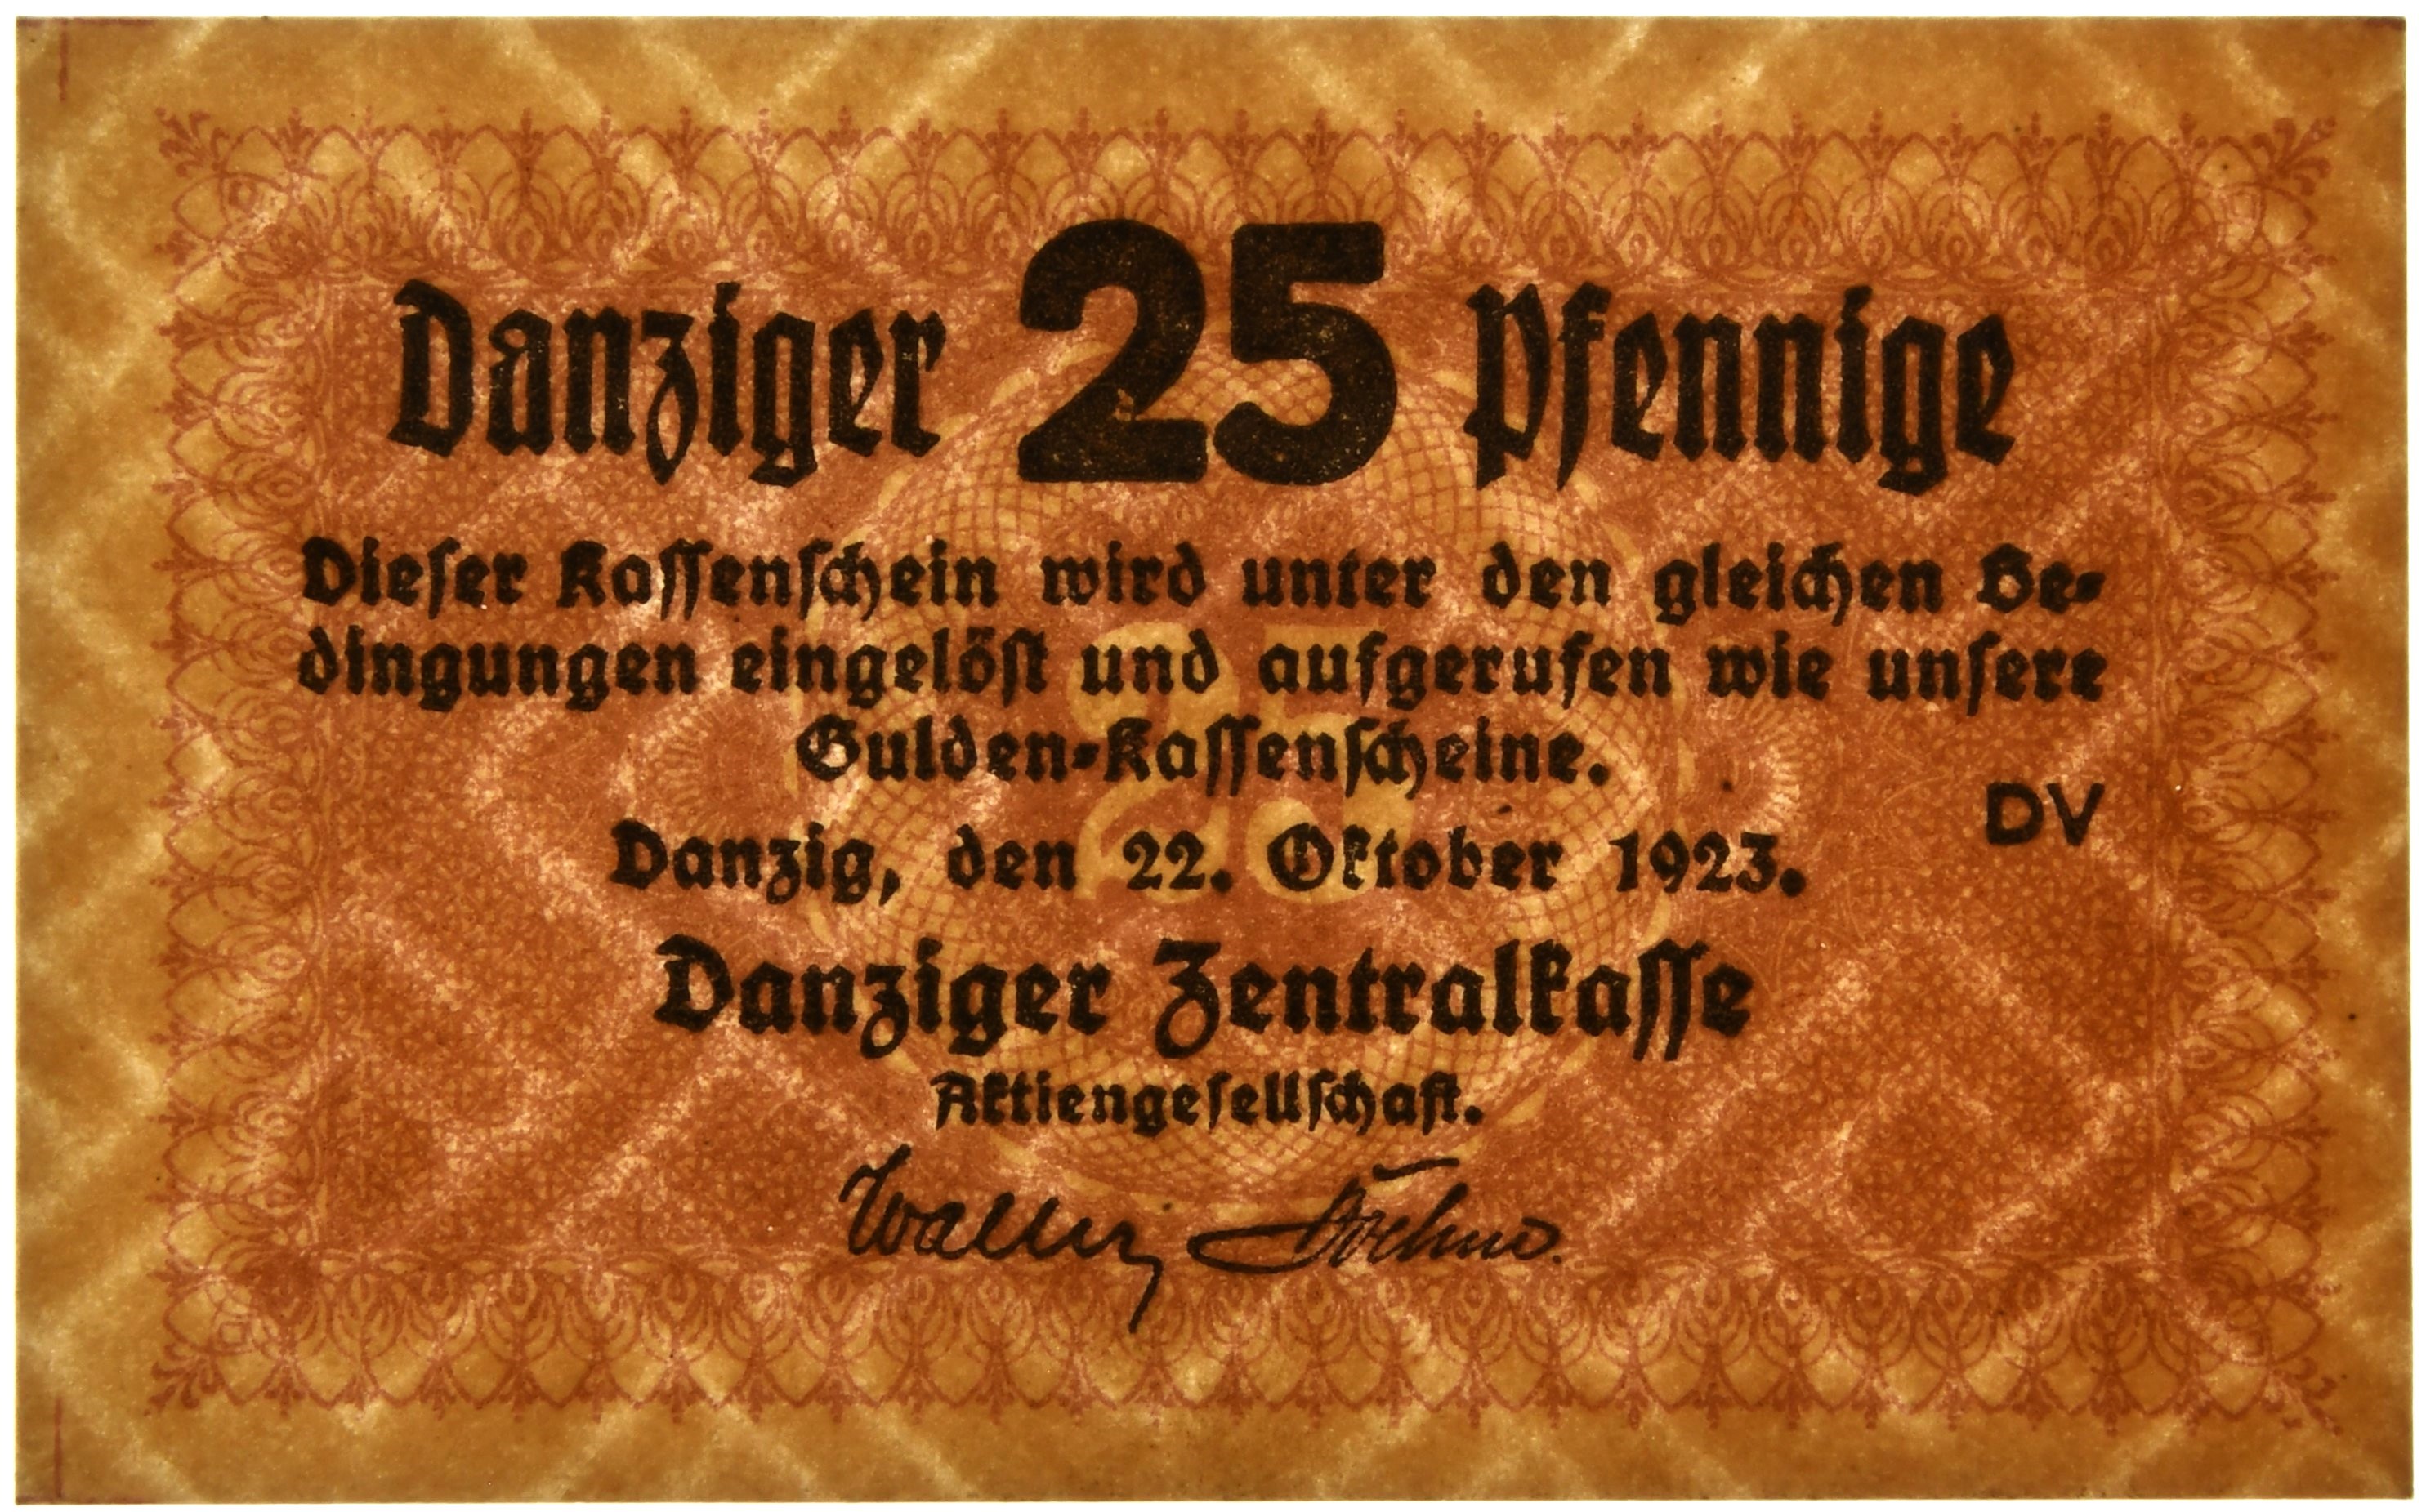 Danziger 25 Pfennige
Dieser Kassenschein wird unter den gleichen Be-
dingungen eingelöst und aufgerufen wie unsere
Gulden-Kassenscheine.
DV
Danzig, den 22. Oktober 1923.
Danziger Zentralkasse
Aktiengesellschaft.
25